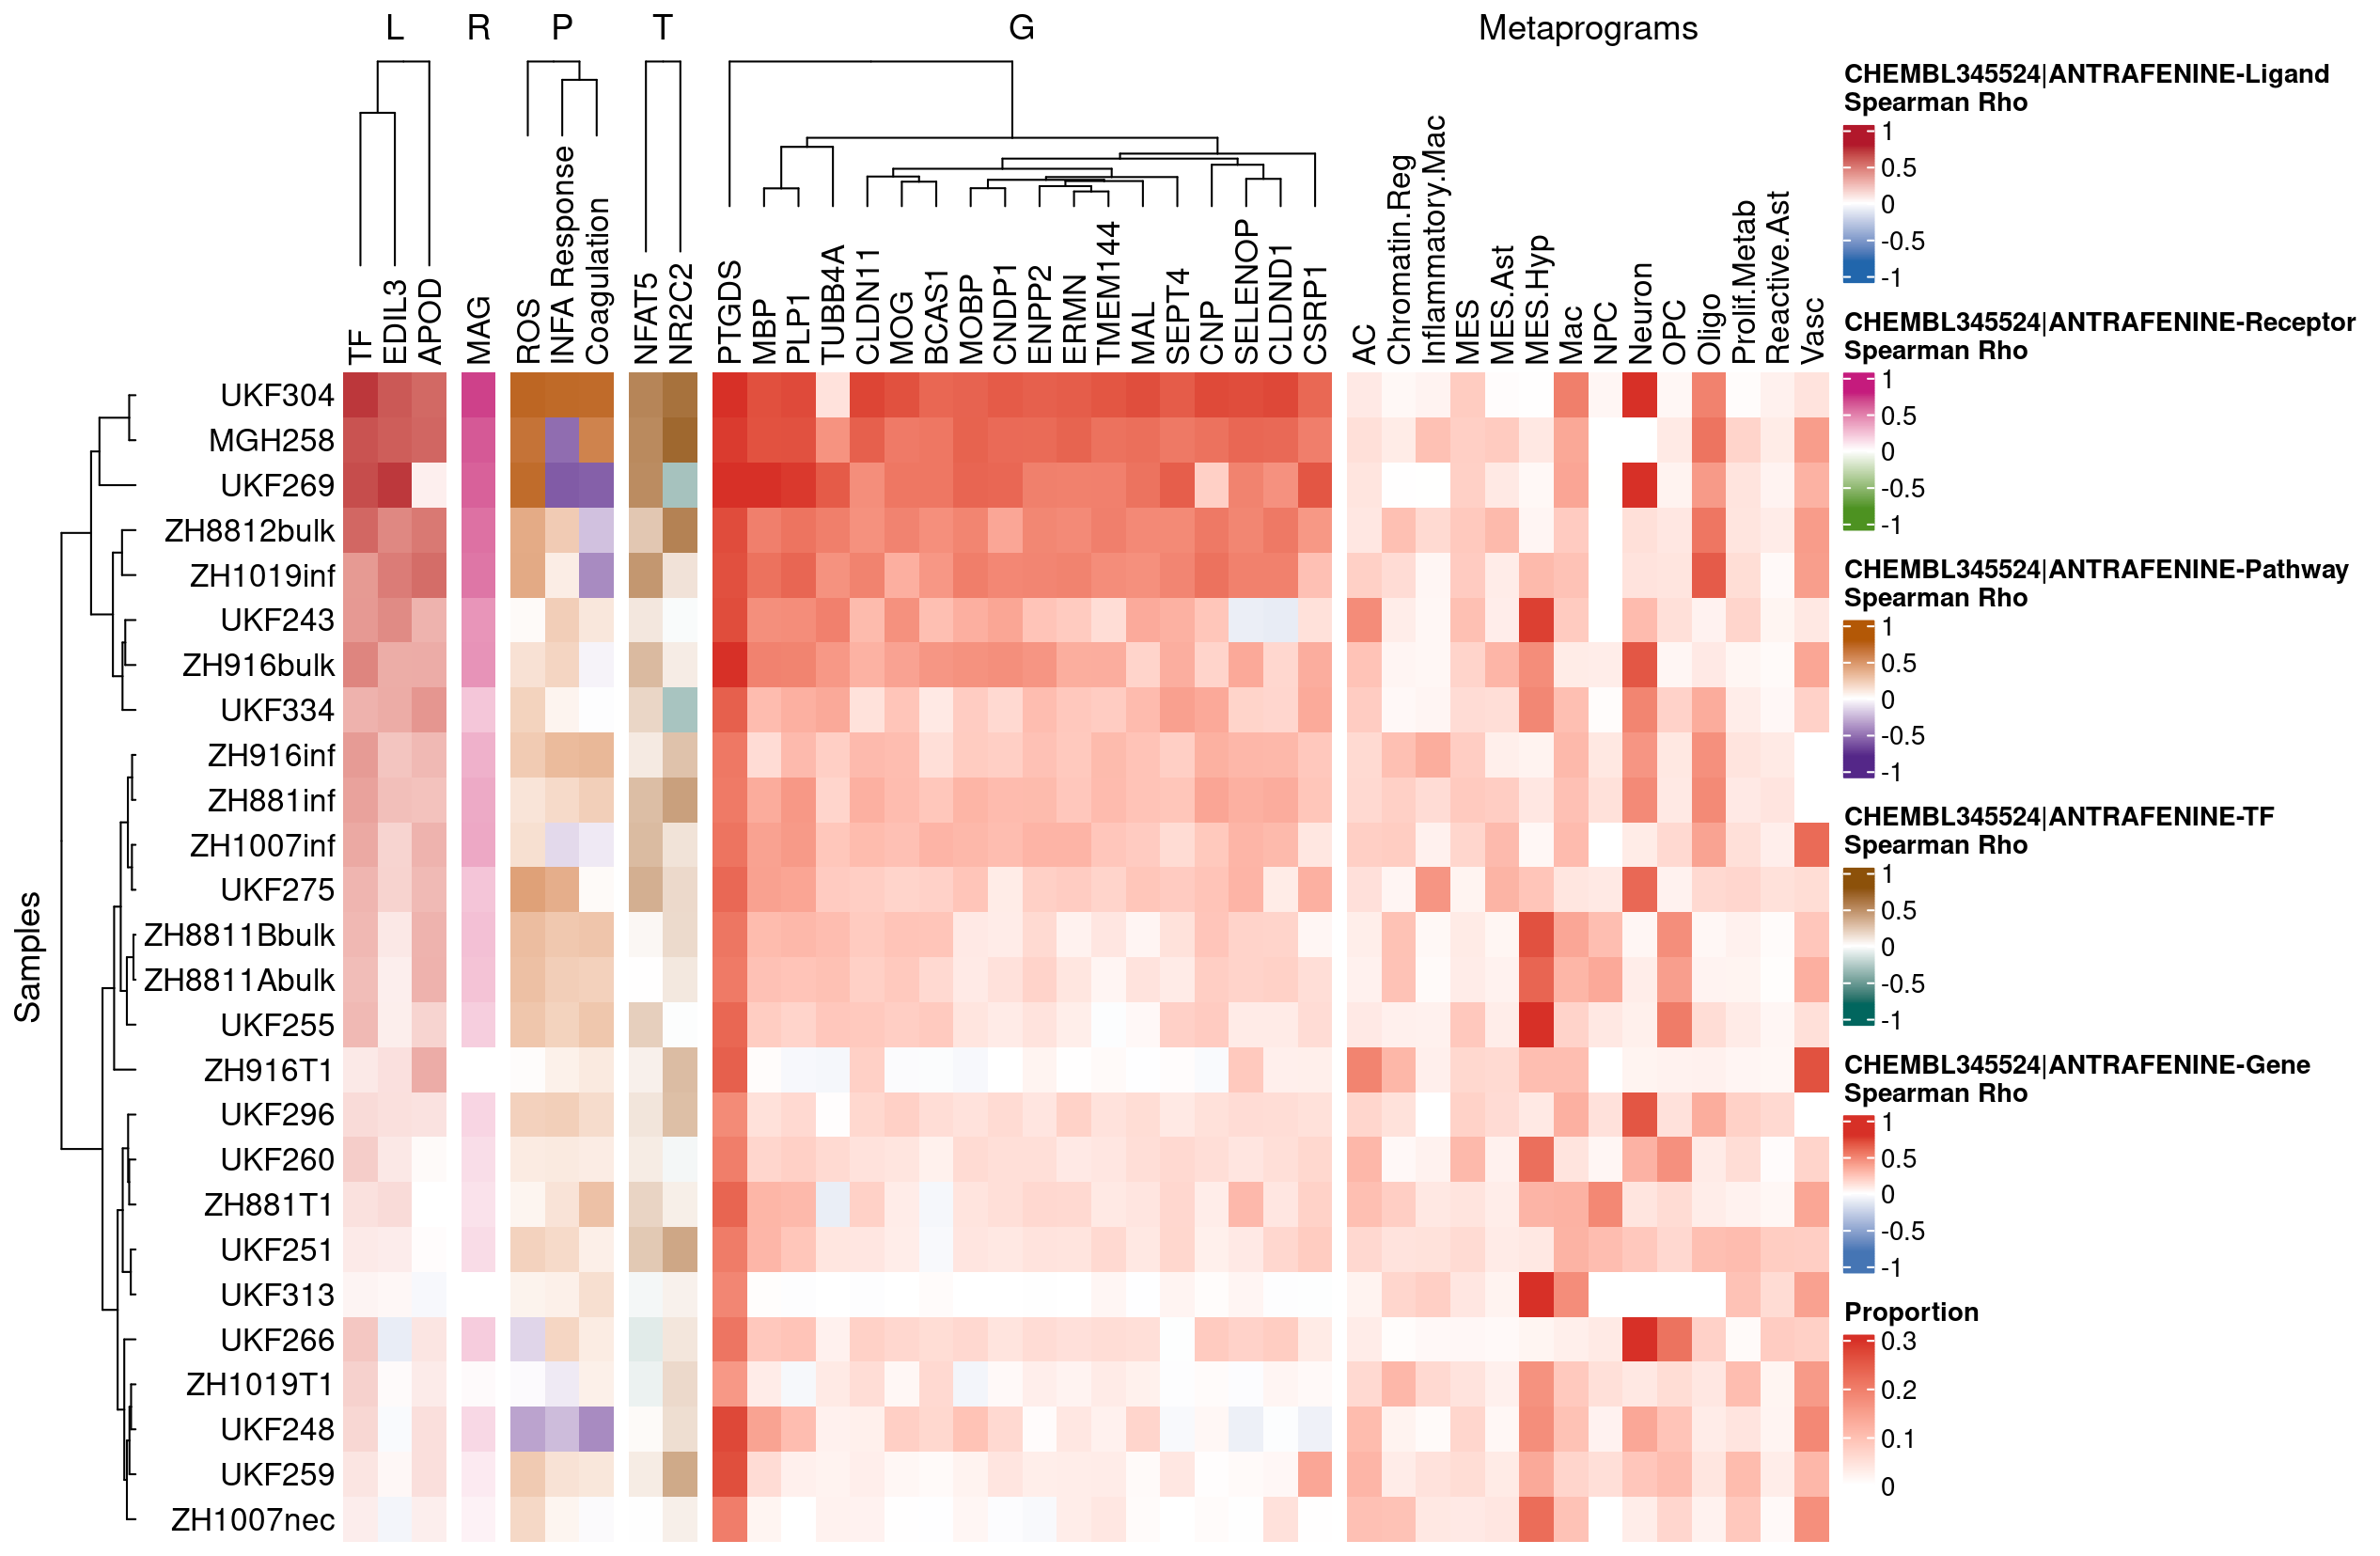 L R P T G Metaprograms
TF
EDIL3
APOD
MAG
ROS
INFA Response
Coagulation
NFAT5
NR2C2
PTGDS
MBP
PLP1
TUBB4A
CLDN11
MOG
BCAS1
MOBP
CNDP1
ENPP2
ERMN
TMEM144
MAL
SEPT4
CNP
SELENOP
CLDND1
CSRP1
AC
Chromatin.Reg
Inflammatory.Mac
MES
MES.Ast
MES.Hyp
Mac
NPC
Neuron
OPC
Oligo
Prolif.Metab
Reactive.Ast
Vasc
Samples
UKF304
MGH258
UKF269
ZH8812bulk
ZH1019inf
UKF243
ZH916bulk
UKF334
ZH916inf
ZH881inf
ZH1007inf
UKF275
ZH8811Bbulk
ZH8811Abulk
UKF255
ZH916T1
UKF296
UKF260
ZH881T1
UKF251
UKF313
UKF266
ZH1019T1
UKF248
UKF259
ZH1007nec
CHEMBL345524|ANTRAFENINE-Ligand
Spearman Rho
1
0.5
0
-0.5
-1
CHEMBL345524|ANTRAFENINE-Receptor
Spearman Rho
1
0.5
0
-0.5
-1
CHEMBL345524|ANTRAFENINE-Pathway
Spearman Rho
1
0.5
0
-0.5
-1
CHEMBL345524|ANTRAFENINE-TF
Spearman Rho
1
0.5
0
-0.5
-1
CHEMBL345524|ANTRAFENINE-Gene
Spearman Rho
1
0.5
0
-0.5
-1
Proportion
0.3
0.2
0.1
0